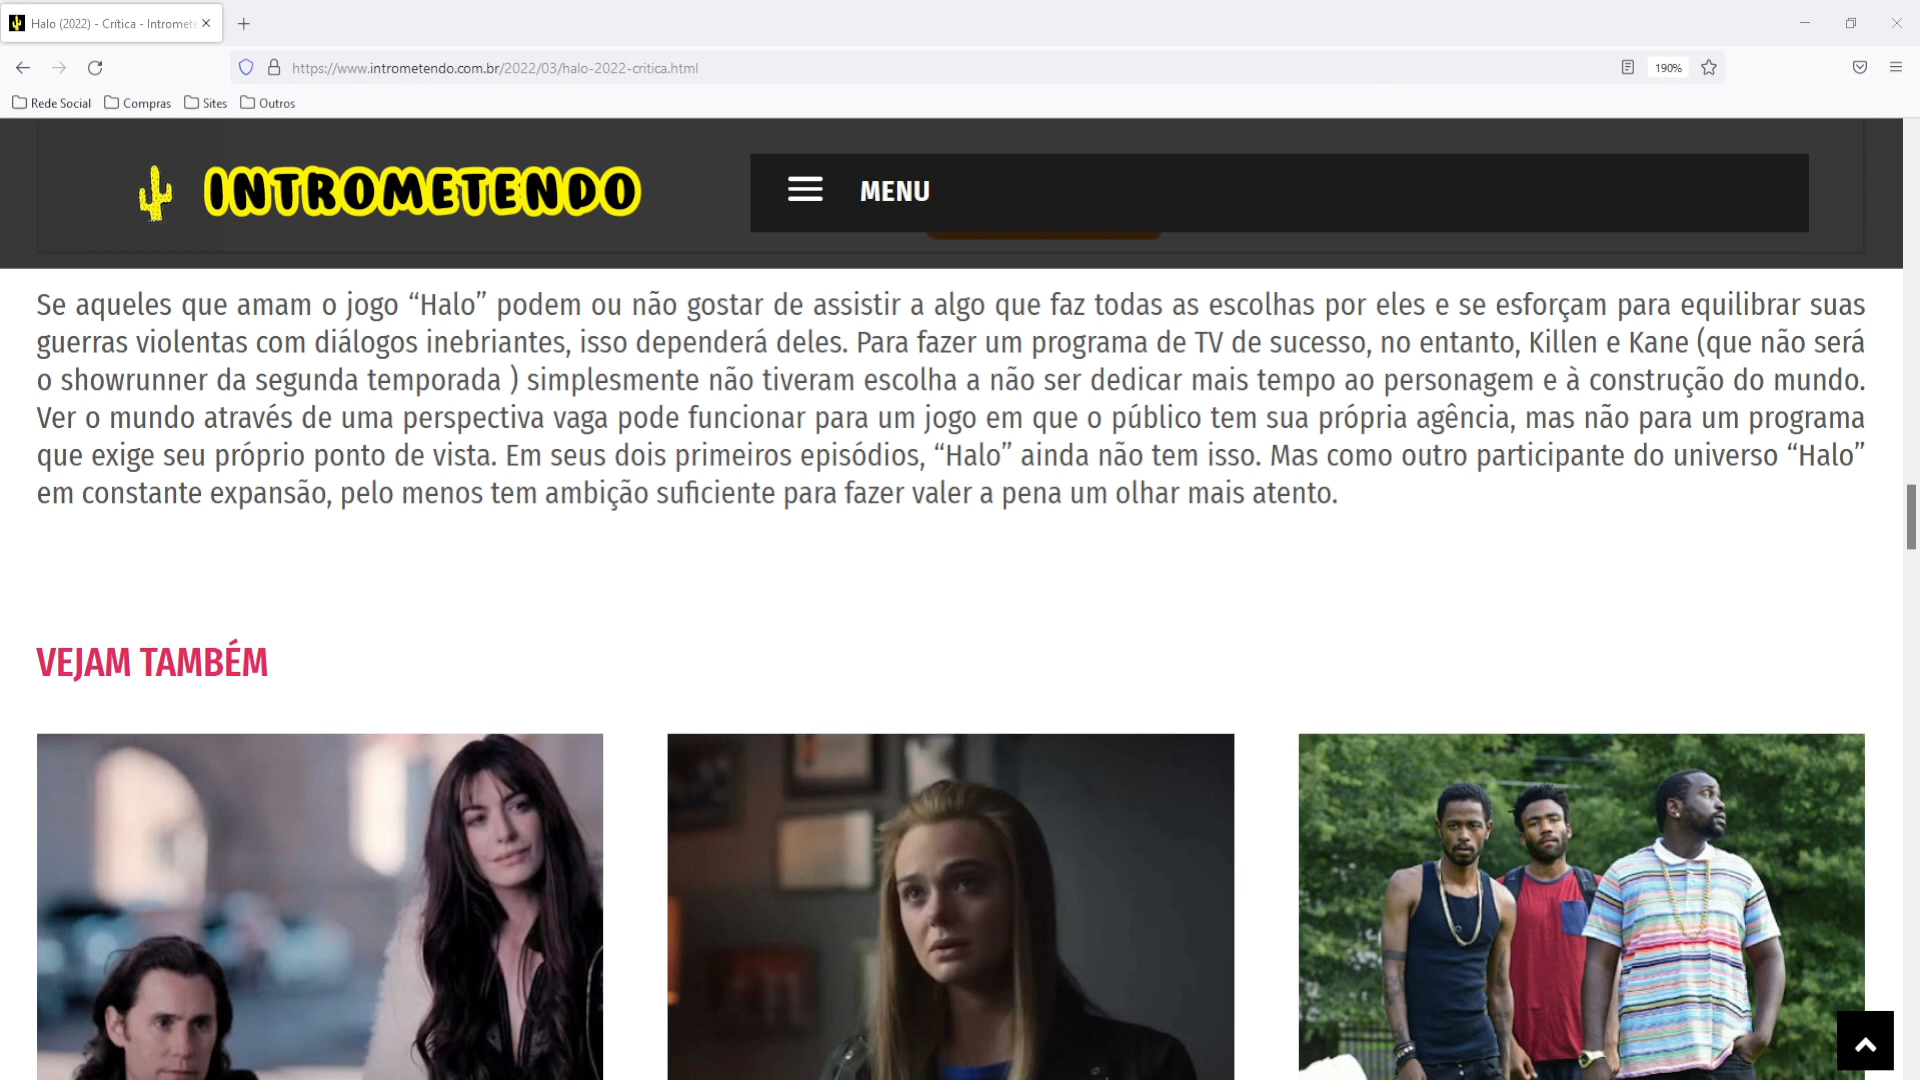 Halo (2022) - Crítica - Intromete
https://www.intrometendo.com.br/2022/03/halo-2022-critica.html
190%
Rede Social
Compras
Sites
Outros
INTROMETENDO
MENU
Se aqueles que amam o jogo “Halo” podem ou não gostar de assistir a algo que faz todas as escolhas por eles e se esforçam para equilibrar suas
guerras violentas com diálogos inebriantes, isso dependerá deles. Para fazer um programa de TV de sucesso, no entanto, Killen e Kane (que não será
o showrunner da segunda temporada ) simplesmente não tiveram escolha a não ser dedicar mais tempo ao personagem e à construção do mundo.
Ver o mundo através de uma perspectiva vaga pode funcionar para um jogo em que o público tem sua própria agência, mas não para um programa
que exige seu próprio ponto de vista. Em seus dois primeiros episódios, “Halo” ainda não tem isso. Mas como outro participante do universo “Halo”
em constante expansão, pelo menos tem ambição suficiente para fazer valer a pena um olhar mais atento.
VEJAM TAMBÉM